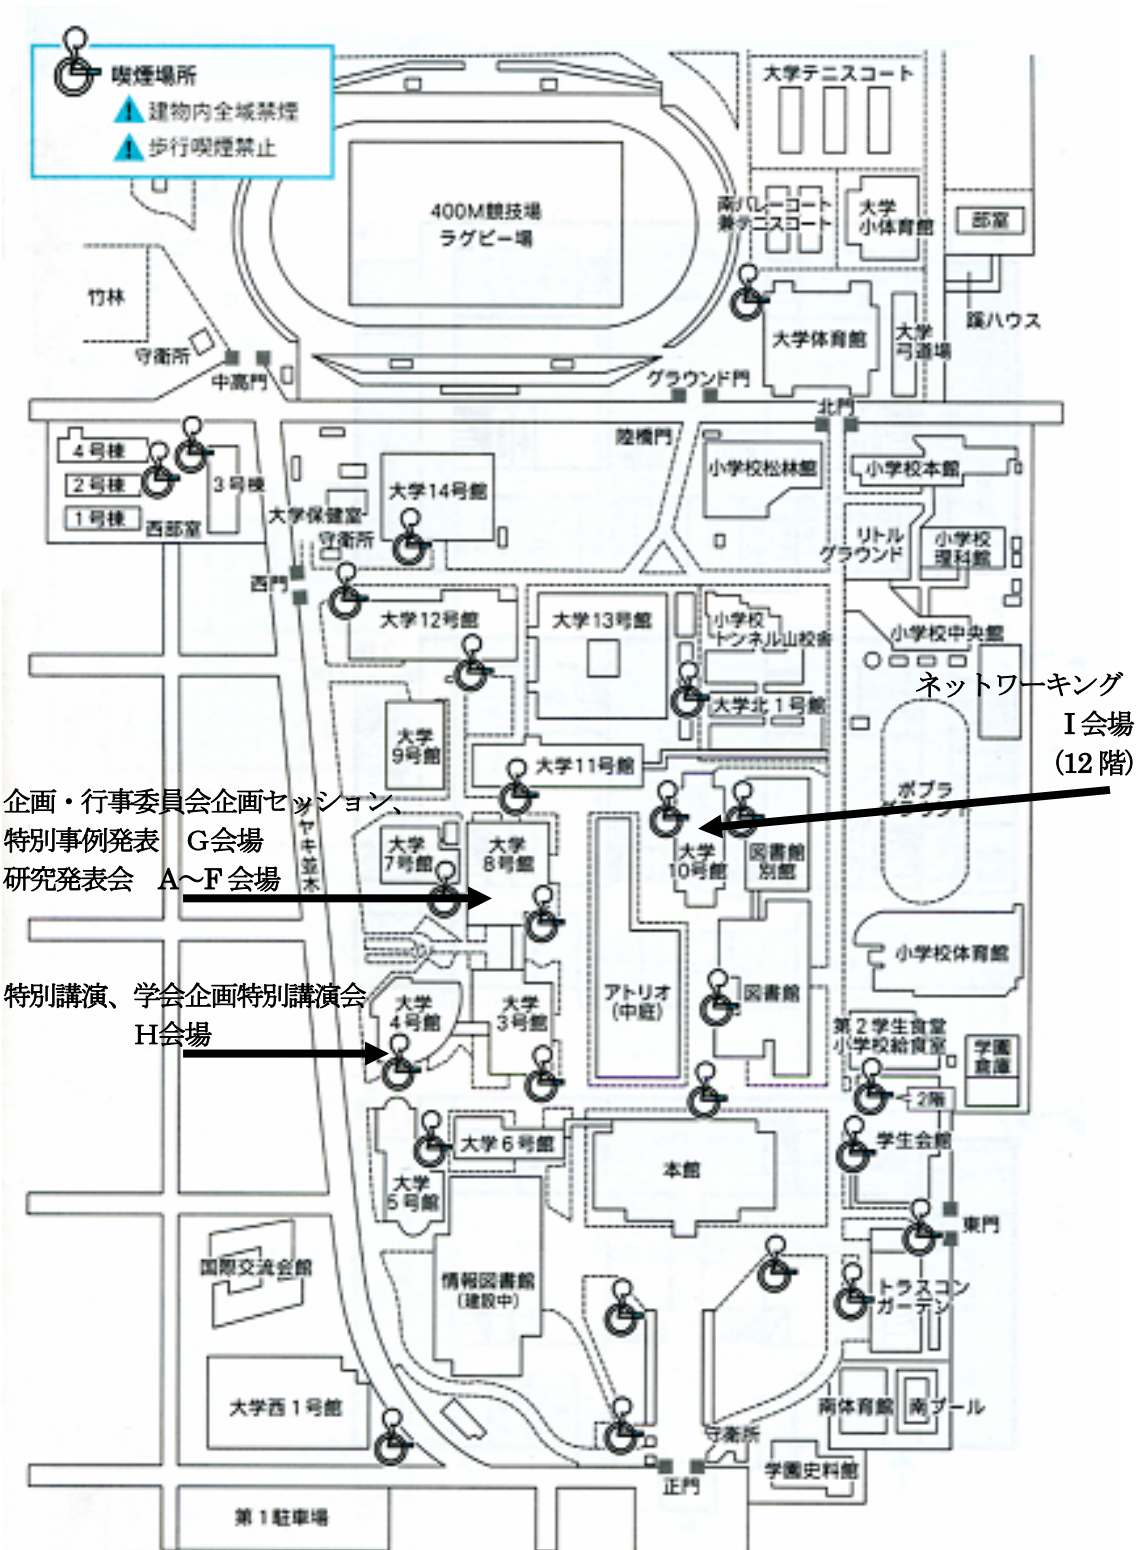 喫煙場所
建物内全域禁煙
歩行喫煙禁止
大学テニスコート
400M競技場
ラグビー場
南バレーコート
兼テニスコート
大学
小体育館
部室
竹林
守衛所
中高門
大学体育館
大学
弓道場
蹊ハウス
グラウンド門
北門
陸橋門
4号棟
2号棟
1号棟
3号棟
西部室
大学14号館
大学保健室
守衛所
小学校松林館
小学校本館
リトル
グラウンド
小学校
理科館
西門
大学12号館
大学13号館
小学校
トンネル山校舎
小学校中央館
大学北1号館
ネットワーキング
I会場
(12階)
大学
9号館
大学11号館
ポプラ
グラウンド
企画・行事委員会企画セッション、
特別事例発表 G会場
研究発表会 A～F会場
ヤキ並木
大学
7号館
大学
8号館
大学
10号館
図書館
別館
小学校体育館
特別講演、学会企画特別講演会
H会場
大学
4号館
大学
3号館
アトリオ
(中庭)
図書館
第2学生食堂
小学校給食室
学園
倉庫
2階
大学6号館
本館
学生会館
大学
5号館
東門
国際交流会館
情報図書館
(建設中)
トラスコン
ガーデン
大学西1号館
南体育館
南プール
守衛所
学園史料館
正門
第1駐車場